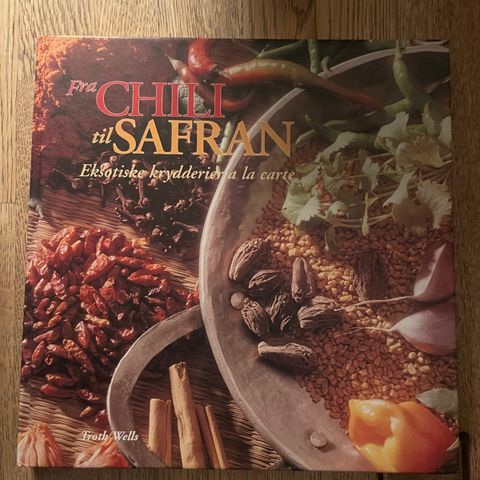 Fra CHILI
til SAFRAN
Eksotiske krydderier a la carte
Troth Wells